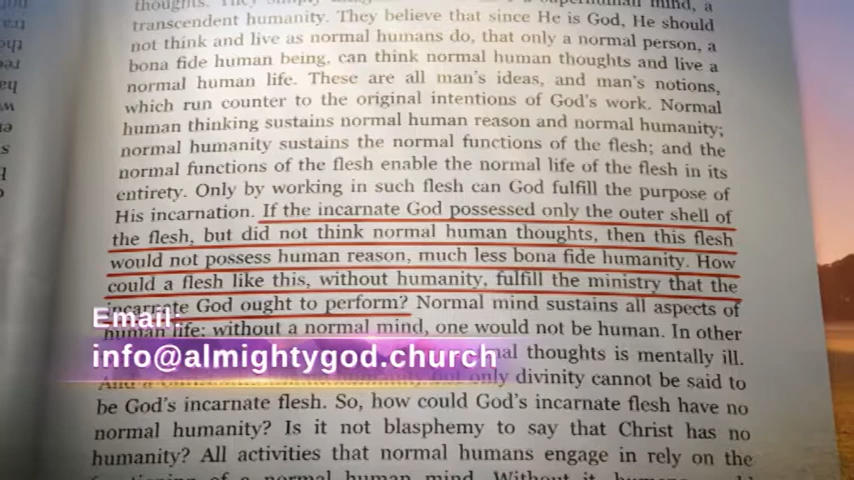 thoughts. They simply
transcendent humanity. They believe that since He is God, He should
not think and live as normal humans do, that only a normal person, a
bona fide human being, can think normal human thoughts and live a
normal human life. These are all man's ideas, and man's notions,
which run counter to the original intentions of God's work. Normal
human thinking sustains normal human reason and normal humanity;
normal humanity sustains the normal functions of the flesh; and the
normal functions of the flesh enable the normal life of the flesh in its
entirety. Only by working in such flesh can God fulfill the purpose of
His incarnation. If the incarnate God possessed only the outer shell of
the flesh, but did not think normal human thoughts, then this flesh
would not possess human reason, much less bona fide humanity. How
could a flesh like this, without humanity, fulfill the ministry that the
incarnate God ought to perform? Normal mind sustains all aspects of
human life; without a normal mind, one would not be human. In other
thoughts is mentally ill.
only divinity cannot be said to
be God's incarnate flesh. So, how could God's incarnate flesh have no
normal humanity? Is it not blasphemy to say that Christ has no
humanity? All activities that normal humans engage in rely on the
of a normal human mind. Without it, humans
Email:
info@almightygod.church